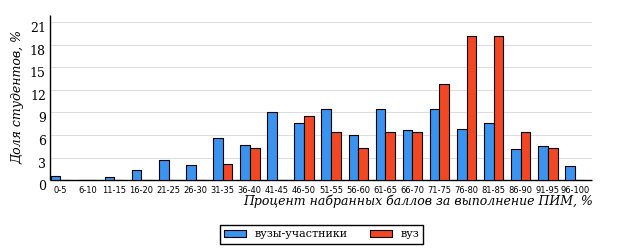 Доля студентов, %
21
18
15
12
9
6
3
0
0-5 6-10 11-15 16-20 21-25 26-30 31-35 36-40 41-45 46-50 51-55 56-60 61-65 66-70 71-75 76-80 81-85 86-90 91-95 96-100
Процент набранных баллов за выполнение ПИМ, %
вузы-участники вуз